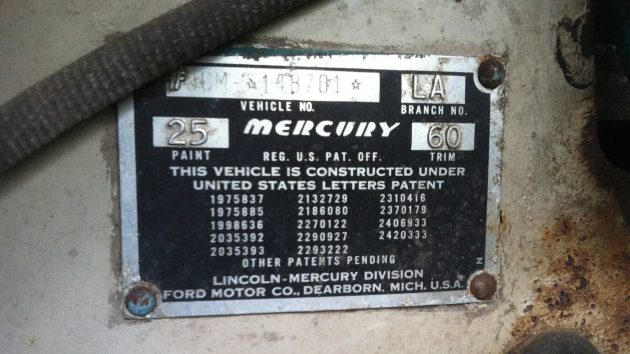 CM ☆148701☆ LA
VEHICLE NO. BRANCH NO.
25 MERCURY 60
PAINT REG. U.S. PAT. OFF. TRIM
THIS VEHICLE IS CONSTRUCTED UNDER
UNITED STATES LETTERS PATENT
1975837 2132729 2310416
1975885 2186080 2370179
1998636 2270122 2406933
2035392 2290927 2420333
2035393 2293222
OTHER PATENTS PENDING
LINCOLN-MERCURY DIVISION
FORD MOTOR CO., DEARBORN, MICH. U.S.A.